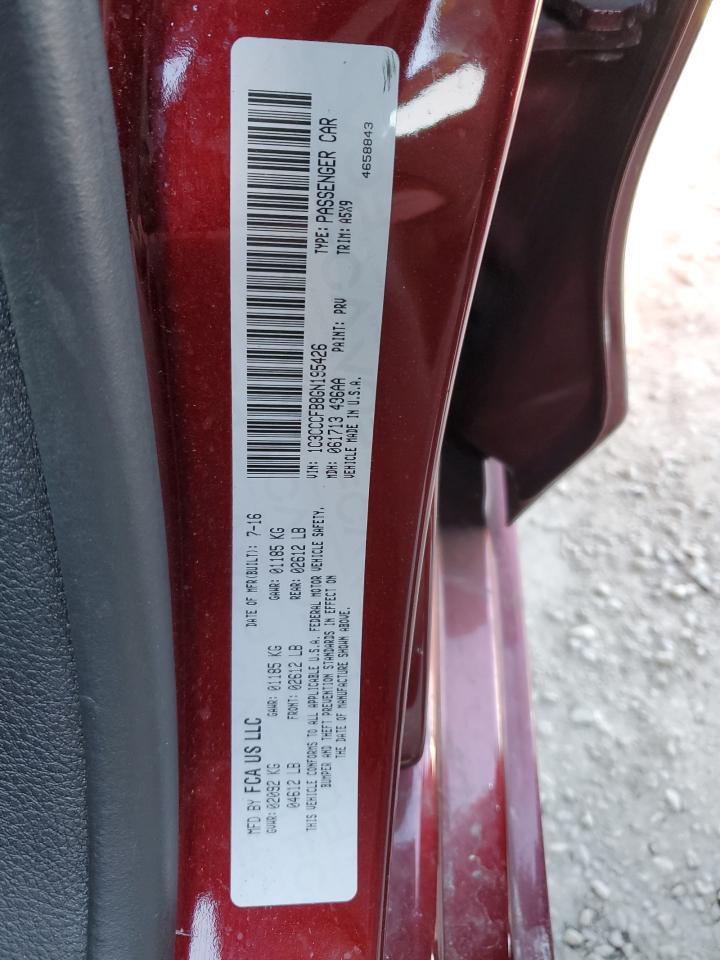 MFD BY FCA US LLC DATE OF MFR(BUILT): 7-16
GVWR: 02092 KG GAWR: 01185 KG GAWR: 01185 KG
04612 LB FRONT: 02612 LB REAR: 02612 LB
THIS VEHICLE CONFORMS TO ALL APPLICABLE U.S.A. FEDERAL MOTOR VEHICLE SAFETY,
BUMPER AND THEFT PREVENTION STANDARDS IN EFFECT ON
THE DATE OF MANUFACTURE SHOWN ABOVE.
VIN: 1C3CCCFB8GN195426 TYPE: PASSENGER CAR
MDH: 061713 496AA PAINT: PRV TRIM: A5X9
VEHICLE MADE IN U.S.A.
4658843